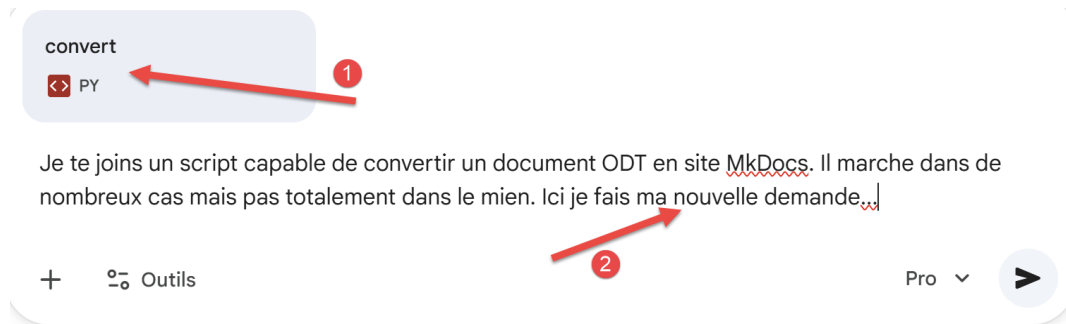 convert
<> PY
1
Je te joins un script capable de convertir un document ODT en site MkDocs. Il marche dans de
nombreux cas mais pas totalement dans le mien. Ici je fais ma nouvelle demande...
2
+ Outils Pro